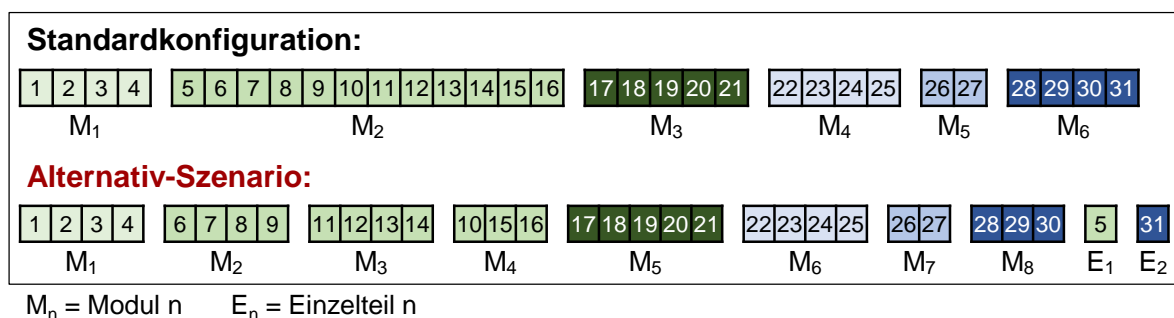 Standardkonfiguration:
1 2 3 4 5 6 7 8 9 10 11 12 13 14 15 16 17 18 19 20 21 22 23 24 25 26 27 28 29 30 31
M1 M2 M3 M4 M5 M6
Alternativ-Szenario:
1 2 3 4 6 7 8 9 11 12 13 14 10 15 16 17 18 19 20 21 22 23 24 25 26 27 28 29 30 5 31
M1 M2 M3 M4 M5 M6 M7 M8 E1 E2
Mn = Modul n En = Einzelteil n